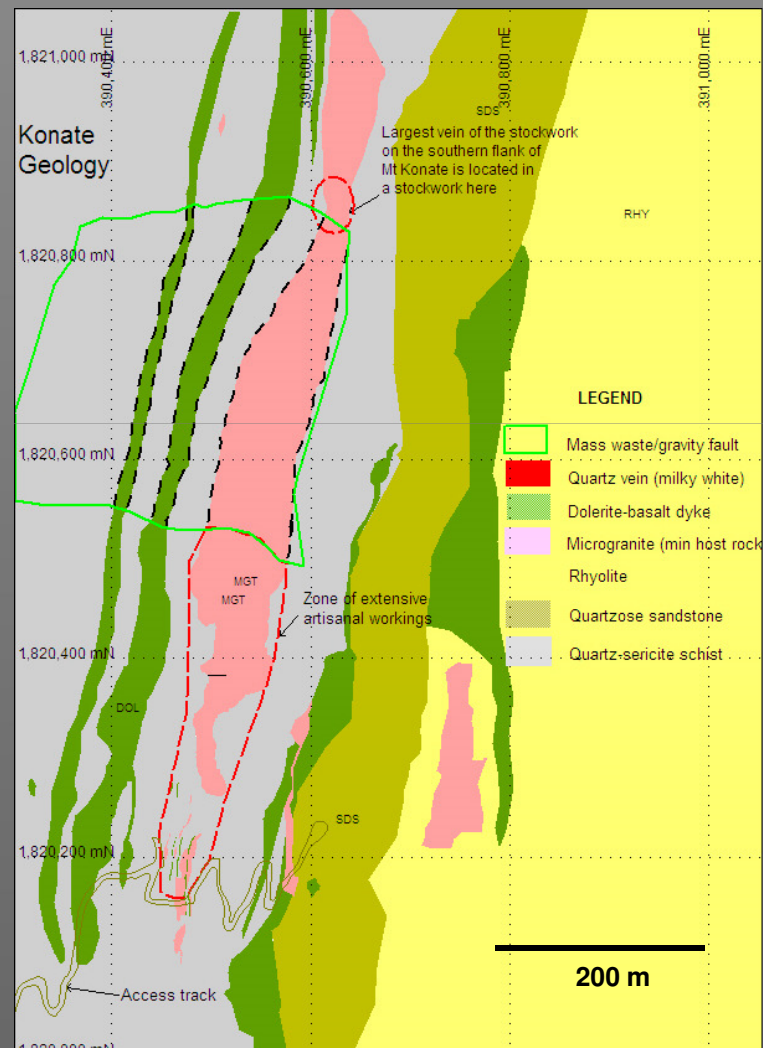 1,821,000 mN
390,400 mE
390,600 mE
390,800 mE
391,000 mE
SDS
Konate
Geology
Largest vein of the stockwork
on the southern flank of
Mt Konate is located in
a stockwork here
RHY
1,820,800 mN
LEGEND
Mass waste/gravity fault
1,820,600 mN
Quartz vein (milky white)
Dolerite-basalt dyke
Microgranite (min host rock
Rhyolite
MGT
MGT
Zone of extensive
artisanal workings
Quartzose sandstone
Quartz-sericite schist
1,820,400 mN
DOL
SDS
1,820,200 mN
200 m
Access track